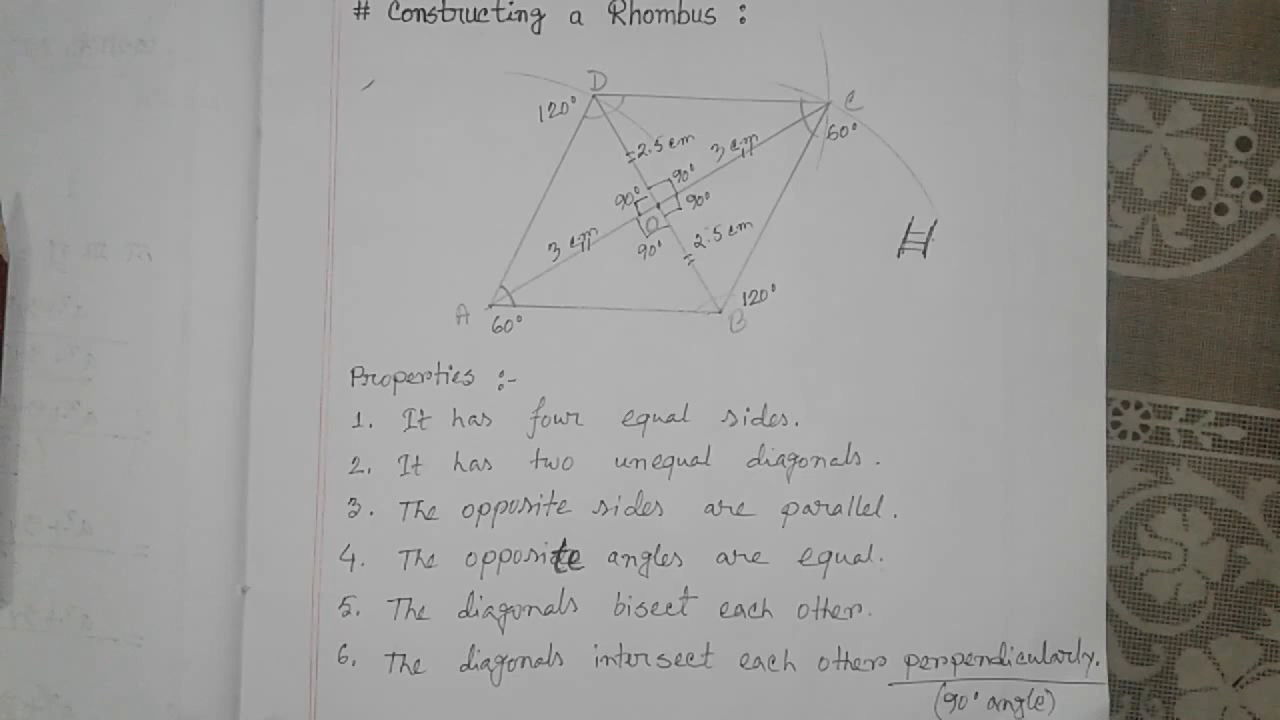 # Constructing a Rhombus :
D
120°
C
60°
2.5 cm
3 cm
90°
90°
90°
90°
O
3 cm
2.5 cm
A
60°
120°
B
Properties :-
1. It has four equal sides.
2. It has two unequal diagonals.
3. The opposite sides are parallel.
4. The opposite angles are equal.
5. The diagonals bisect each other.
6. The diagonals intersect each other perpendicularly.
(90° angle)